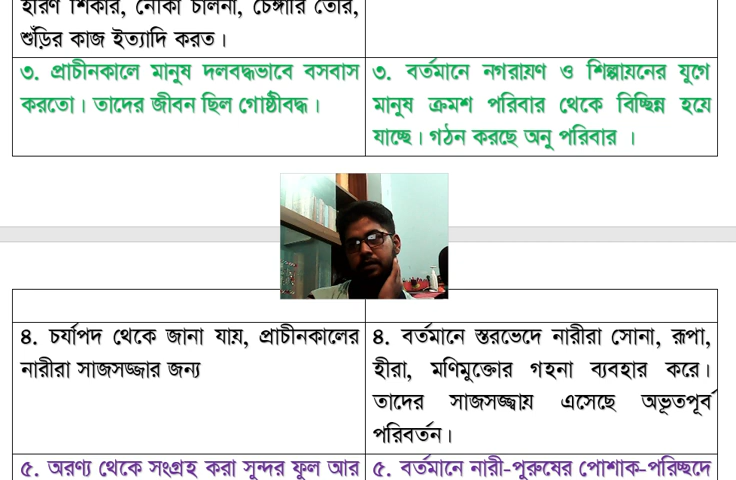 হরিণ শিকার, নৌকা চালনা, চেঙ্গারি তৈরি,
শুঁড়ির কাজ ইত্যাদি করত।
৩. প্রাচীনকালে মানুষ দলবদ্ধভাবে বসবাস
করতো। তাদের জীবন ছিল গোষ্ঠীবদ্ধ।
৩. বর্তমানে নগরায়ণ ও শিল্পায়নের যুগে
মানুষ ক্রমশ পরিবার থেকে বিচ্ছিন্ন হয়ে
যাচ্ছে। গঠন করছে অনু পরিবার ।
৪. চর্যাপদ থেকে জানা যায়, প্রাচীনকালের
নারীরা সাজসজ্জার জন্য
৪. বর্তমানে স্তরভেদে নারীরা সোনা, রূপা,
হীরা, মণিমুক্তোর গহনা ব্যবহার করে।
তাদের সাজসজ্জ্বায় এসেছে অভূতপূর্ব
পরিবর্তন।
৫. অরণ্য থেকে সংগ্রহ করা সুন্দর ফুল আর
৫. বর্তমানে নারী-পুরুষের পোশাক-পরিচ্ছদে